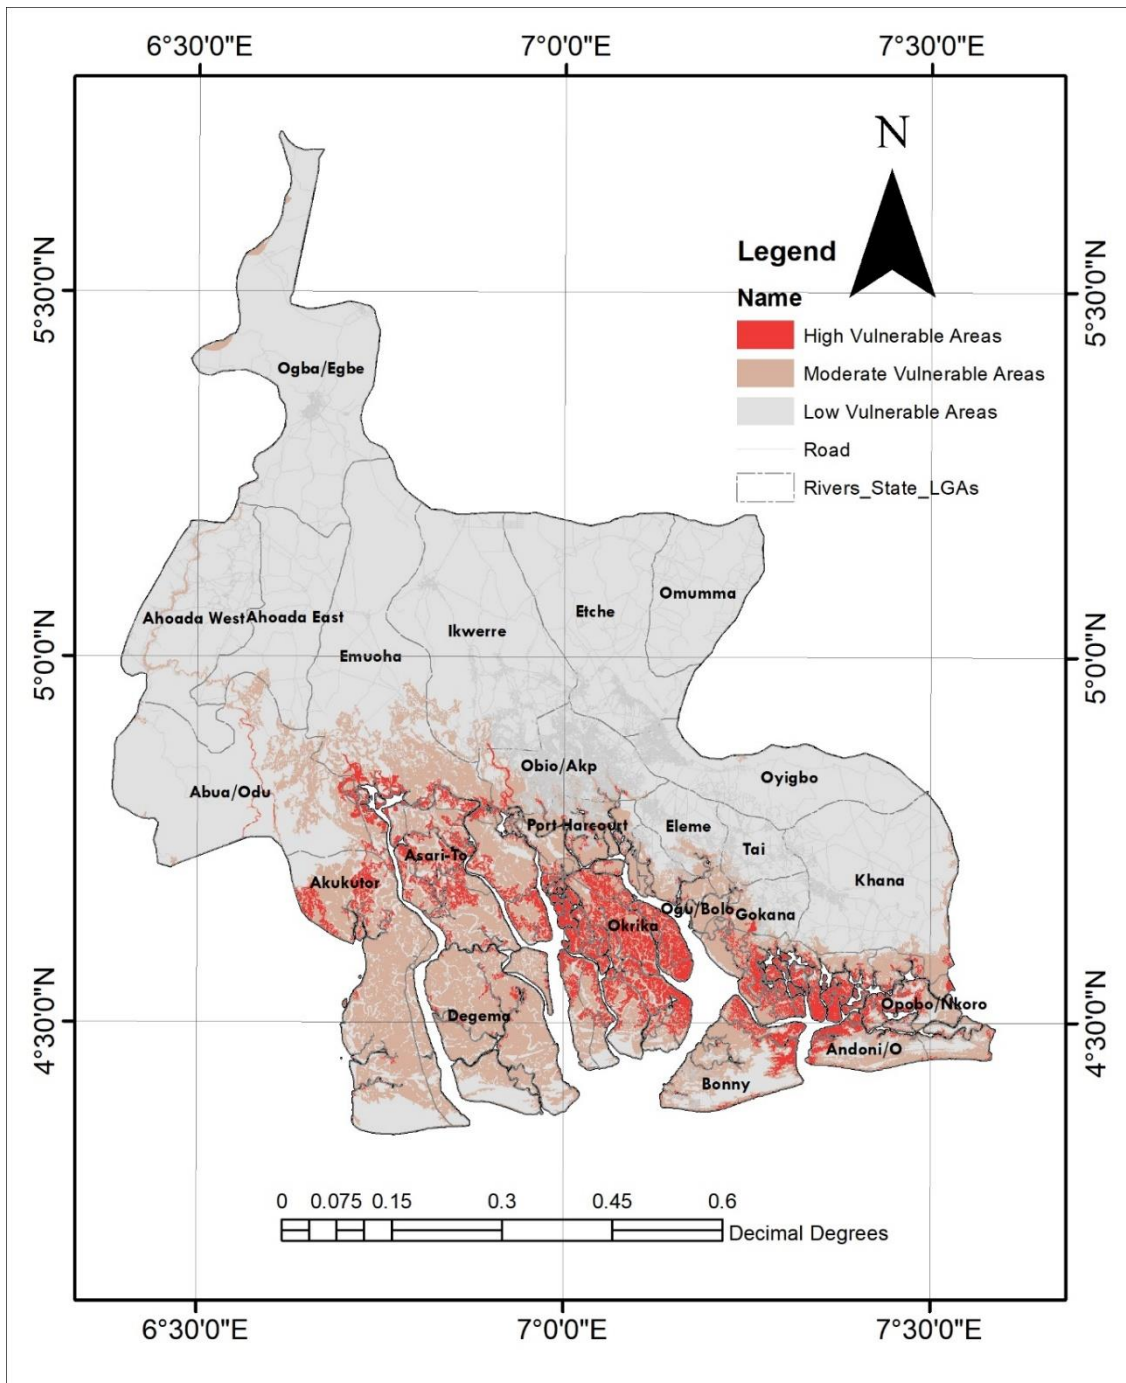 6°30'0"E 7°0'0"E 7°30'0"E
N
5°30'0"N
5°30'0"N
Legend
Name
High Vulnerable Areas
Moderate Vulnerable Areas
Low Vulnerable Areas
Road
Rivers_State_LGAs
Ogba/Egbe
Omumma
Etche
Ahoada West
Ahoada East
Ikwerre
Emuoha
5°0'0"N
5°0'0"N
Obio/Akp
Oyigbo
Abua/Odu
Port Harcourt
Eleme
Tai
Asari-To
Akukutor
Khana
Ogu/Bolo
Gokana
Okrika
Opobo/Nkoro
Degema
4°30'0"N
4°30'0"N
Andoni/O
Bonny
0 0.075 0.15 0.3 0.45 0.6
Decimal Degrees
6°30'0"E 7°0'0"E 7°30'0"E